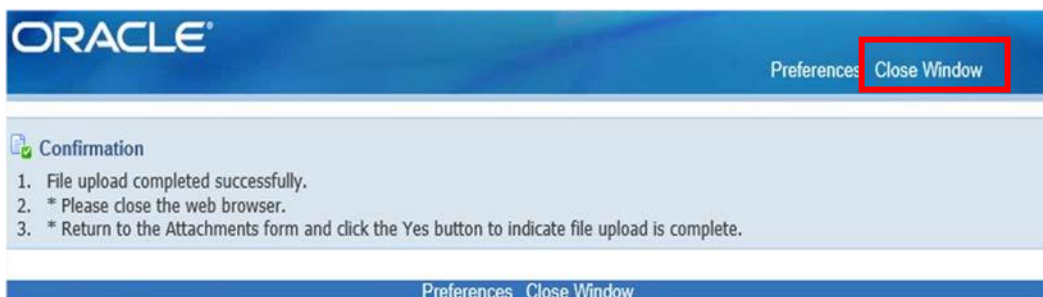 ORACLE®
Preferences Close Window
Confirmation
1. File upload completed successfully.
2. * Please close the web browser.
3. * Return to the Attachments form and click the Yes button to indicate file upload is complete.
Preferences Close Window